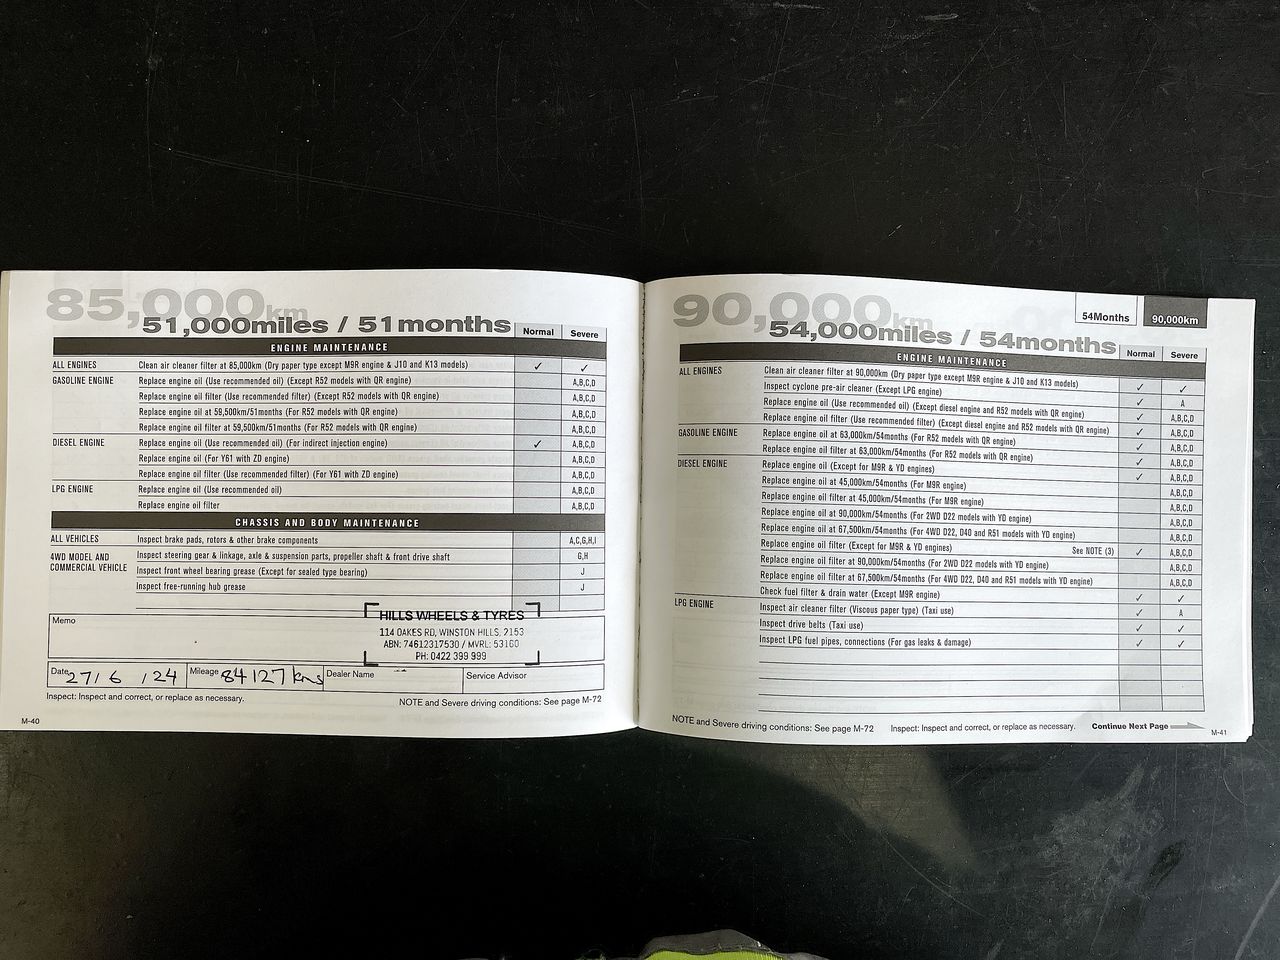 85,000km
51,000miles / 51months
Normal Severe
ENGINE MAINTENANCE
ALL ENGINES Clean air cleaner filter at 85,000km (Dry paper type except M9R engine & J10 and K13 models) ✓ ✓
GASOLINE ENGINE Replace engine oil (Use recommended oil) (Except R52 models with QR engine) A,B,C,D
Replace engine oil filter (Use recommended filter) (Except R52 models with QR engine) A,B,C,D
Replace engine oil at 59,500km/51months (For R52 models with QR engine) A,B,C,D
Replace engine oil filter at 59,500km/51months (For R52 models with QR engine) A,B,C,D
DIESEL ENGINE Replace engine oil (Use recommended oil) (For indirect injection engine) ✓ A,B,C,D
Replace engine oil (For Y61 with ZD engine) A,B,C,D
Replace engine oil filter (Use recommended filter) (For Y61 with ZD engine) A,B,C,D
LPG ENGINE Replace engine oil (Use recommended oil) A,B,C,D
Replace engine oil filter A,B,C,D
CHASSIS AND BODY MAINTENANCE
ALL VEHICLES Inspect brake pads, rotors & other brake components A,C,G,H,I
4WD MODEL AND Inspect steering gear & linkage, axle & suspension parts, propeller shaft & front drive shaft G,H
COMMERCIAL VEHICLE Inspect front wheel bearing grease (Except for sealed type bearing) J
Inspect free-running hub grease J
Memo
HILLS WHEELS & TYRES
114 OAKES RD, WINSTON HILLS, 2153
ABN: 74612317530 / MVRL: 53160
PH: 0422 399 999
Date 27/6/24 Mileage 84127kms Dealer Name Service Advisor
Inspect: Inspect and correct, or replace as necessary. NOTE and Severe driving conditions: See page M-72
M-40
90,000km
54,000miles / 54months
54Months 90,000km
Normal Severe
ENGINE MAINTENANCE
ALL ENGINES Clean air cleaner filter at 90,000km (Dry paper type except M9R engine & J10 and K13 models) ✓ ✓
Inspect cyclone pre-air cleaner (Except LPG engine) ✓ A
Replace engine oil (Use recommended oil) (Except diesel engine and R52 models with QR engine) ✓ A,B,C,D
Replace engine oil filter (Use recommended filter) (Except diesel engine and R52 models with QR engine) ✓ A,B,C,D
GASOLINE ENGINE Replace engine oil at 63,000km/54months (For R52 models with QR engine) ✓ A,B,C,D
Replace engine oil filter at 63,000km/54months (For R52 models with QR engine) ✓ A,B,C,D
DIESEL ENGINE Replace engine oil (Except for M9R & YD engines) ✓ A,B,C,D
Replace engine oil at 45,000km/54months (For M9R engine) A,B,C,D
Replace engine oil filter at 45,000km/54months (For M9R engine) A,B,C,D
Replace engine oil at 90,000km/54months (For 2WD D22 models with YD engine) A,B,C,D
Replace engine oil at 67,500km/54months (For 4WD D22, D40 and R51 models with YD engine) A,B,C,D
Replace engine oil filter (Except for M9R & YD engines) See NOTE (3) ✓ A,B,C,D
Replace engine oil filter at 90,000km/54months (For 2WD D22 models with YD engine) A,B,C,D
Replace engine oil filter at 67,500km/54months (For 4WD D22, D40 and R51 models with YD engine) A,B,C,D
Check fuel filter & drain water (Except M9R engine) ✓ ✓
LPG ENGINE Inspect air cleaner filter (Viscous paper type) (Taxi use) ✓ A
Inspect drive belts (Taxi use) ✓ ✓
Inspect LPG fuel pipes, connections (For gas leaks & damage) ✓ ✓
NOTE and Severe driving conditions: See page M-72 Inspect: Inspect and correct, or replace as necessary. Continue Next Page
M-41